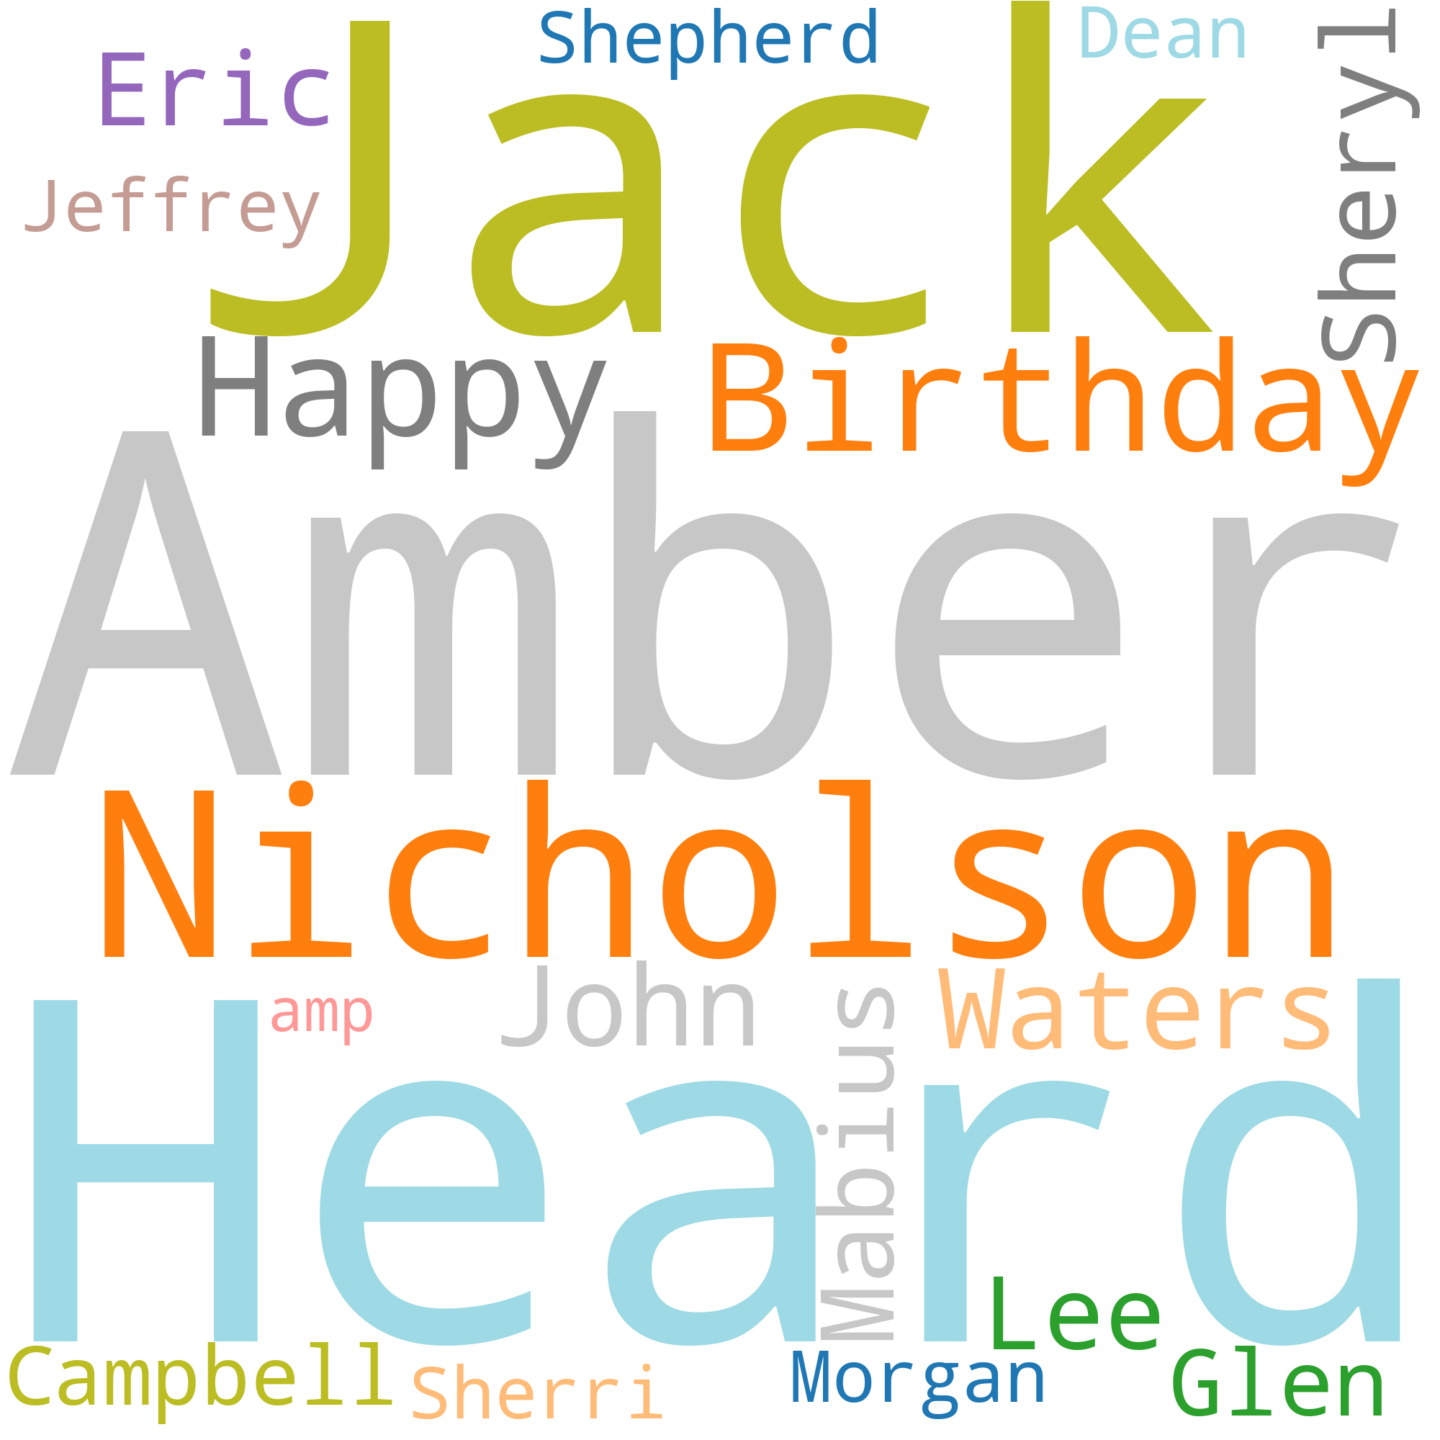 Shepherd
Dean
Eric
Jack
Sheryl
Jeffrey
Happy
Birthday
Amber
Nicholson
amp
John
Waters
Mabius
Heard
Lee
Campbell
Sherri
Morgan
Glen